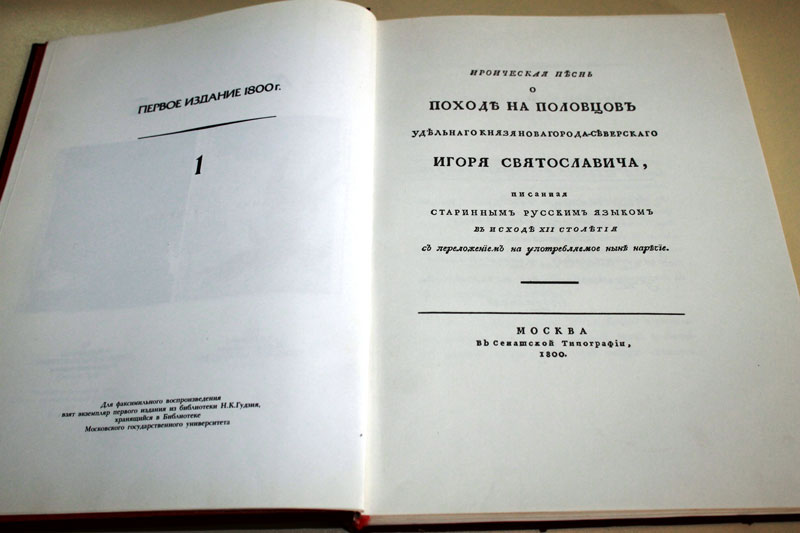 ПЕРВОЕ ИЗДАНИЕ 1800 г.
1
Для факсимильного воспроизведения
взят экземпляр первого издания из библиотеки Н.К.Гудзия,
хранящийся в Библиотеке
Московского государственного университета
ИРОИЧЕСКАЯ ПѢСНЬ
О
ПОХОДѢ НА ПОЛОВЦОВЪ
УДѢЛЬНАГО КНЯЗЯ НОВАГОРОДА-СѢВЕРСКАГО
ИГОРЯ СВЯТОСЛАВИЧА,
писанная
СТАРИННЫМЪ РУССКИМЪ ЯЗЫКОМЪ
ВЪ ИСХОДѢ XII СТОЛѢТІЯ
съ переложеніемъ на употребляемое нынѣ нарѣчіе.
МОСКВА
Въ Сенатской Типографіи,
1800.